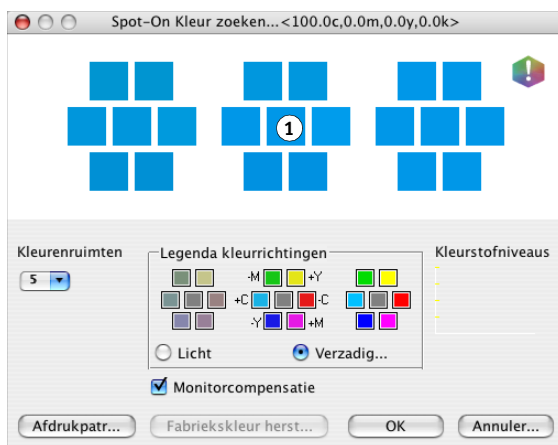 Spot-On Kleur zoeken...<100.0c,0.0m,0.0y,0.0k>
1
Kleurenruimten
5
Legenda kleurrichtingen
-M +Y
+C -C
-Y +M
Licht
Verzadig...
Kleurstofniveaus
Monitorcompensatie
Afdrukpatr...
Fabriekskleur herst...
OK
Annuler...